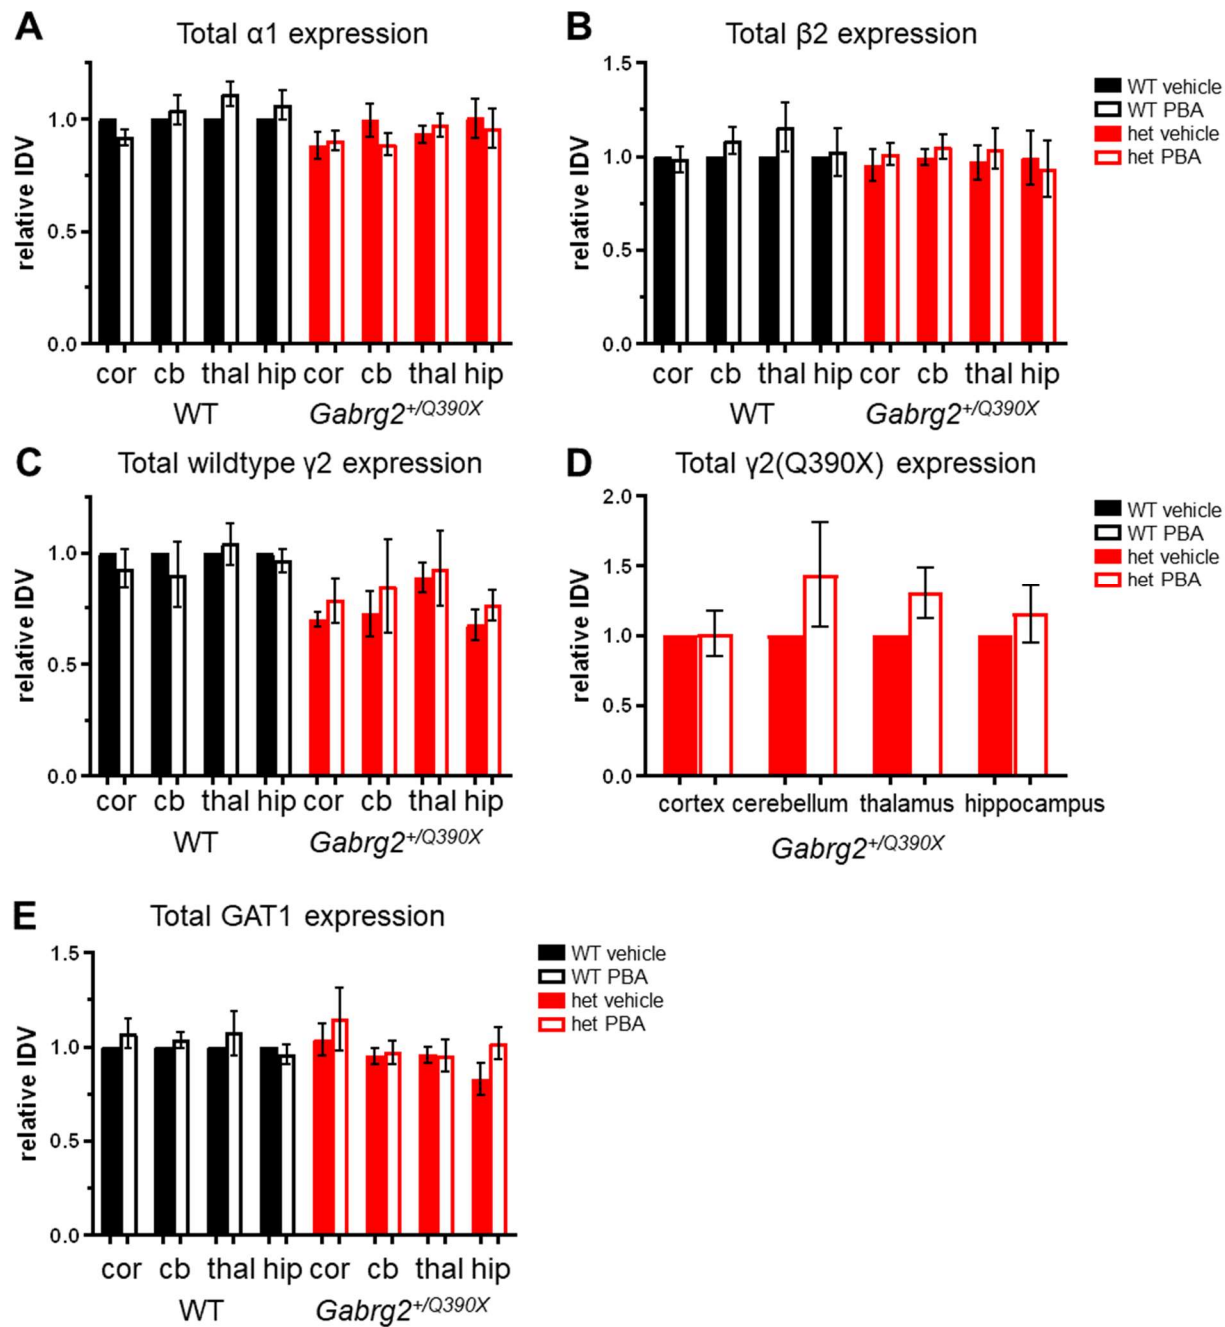 A
Total α1 expression
1.0
0.5
0.0
relative IDV
cor cb thal hip cor cb thal hip
WT Gabrg2+/Q390X
B
Total β2 expression
1.5
1.0
0.5
0.0
relative IDV
cor cb thal hip cor cb thal hip
WT Gabrg2+/Q390X
WT vehicle
WT PBA
het vehicle
het PBA
C
Total wildtype γ2 expression
1.0
0.5
0.0
relative IDV
cor cb thal hip cor cb thal hip
WT Gabrg2+/Q390X
D
Total γ2(Q390X) expression
2.0
1.5
1.0
0.5
0.0
relative IDV
cortex cerebellum thalamus hippocampus
Gabrg2+/Q390X
WT vehicle
WT PBA
het vehicle
het PBA
E
Total GAT1 expression
1.5
1.0
0.5
0.0
relative IDV
cor cb thal hip cor cb thal hip
WT Gabrg2+/Q390X
WT vehicle
WT PBA
het vehicle
het PBA